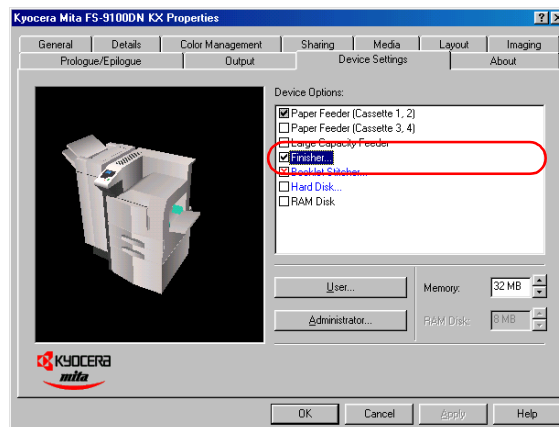 Kyocera Mita FS-9100DN KX Properties
General Details Color Management Sharing Media Layout Imaging
Prologue/Epilogue Output Device Settings About
Device Options:
Paper Feeder (Cassette 1, 2)
Paper Feeder (Cassette 3, 4)
Large Capacity Feeder
Finisher...
Booklet Stitcher...
Hard Disk...
RAM Disk
User... Memory: 32 MB
Administrator... RAM Disk: 8 MB
KYOCERA
mita
OK Cancel Apply Help